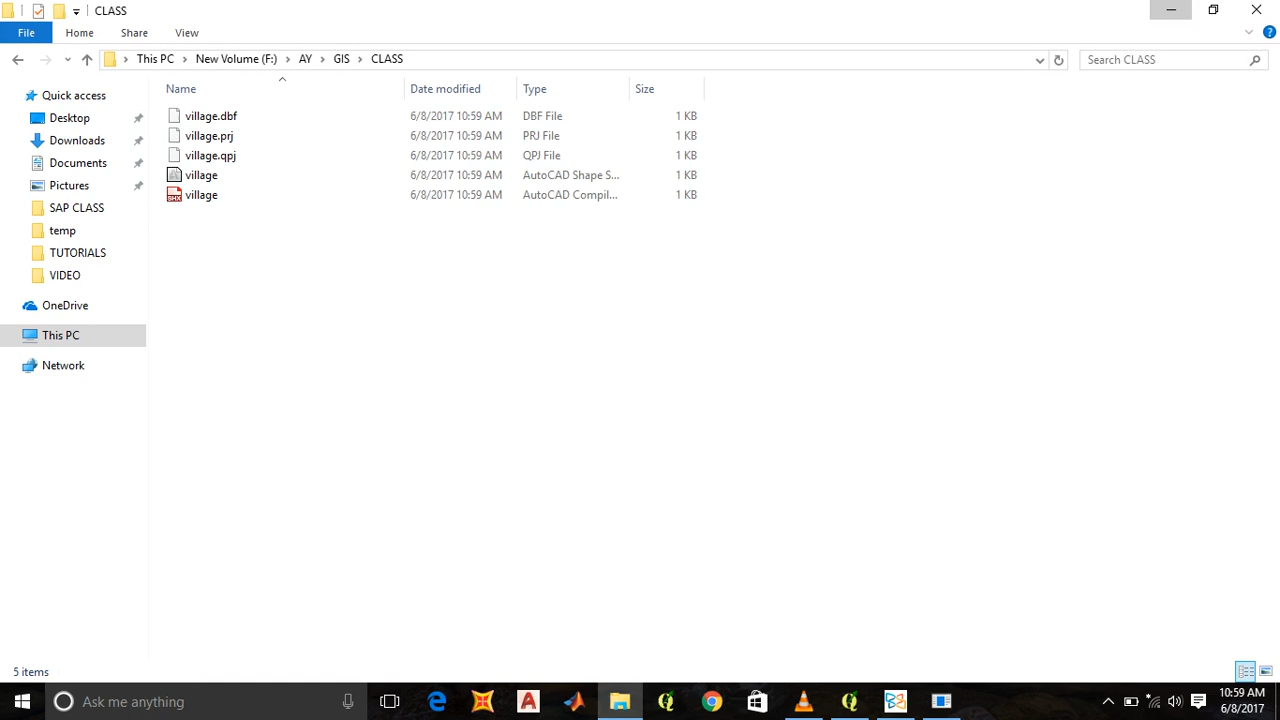 CLASS
File Home Share View
This PC New Volume (F:) AY GIS CLASS Search CLASS
Name Date modified Type Size
Quick access
Desktop
Downloads
Documents
Pictures
SAP CLASS
temp
TUTORIALS
VIDEO
OneDrive
This PC
Network
village.dbf 6/8/2017 10:59 AM DBF File 1 KB
village.prj 6/8/2017 10:59 AM PRJ File 1 KB
village.qpj 6/8/2017 10:59 AM QPJ File 1 KB
village 6/8/2017 10:59 AM AutoCAD Shape S... 1 KB
SHX village 6/8/2017 10:59 AM AutoCAD Compil... 1 KB
5 items
Ask me anything
10:59 AM
6/8/2017